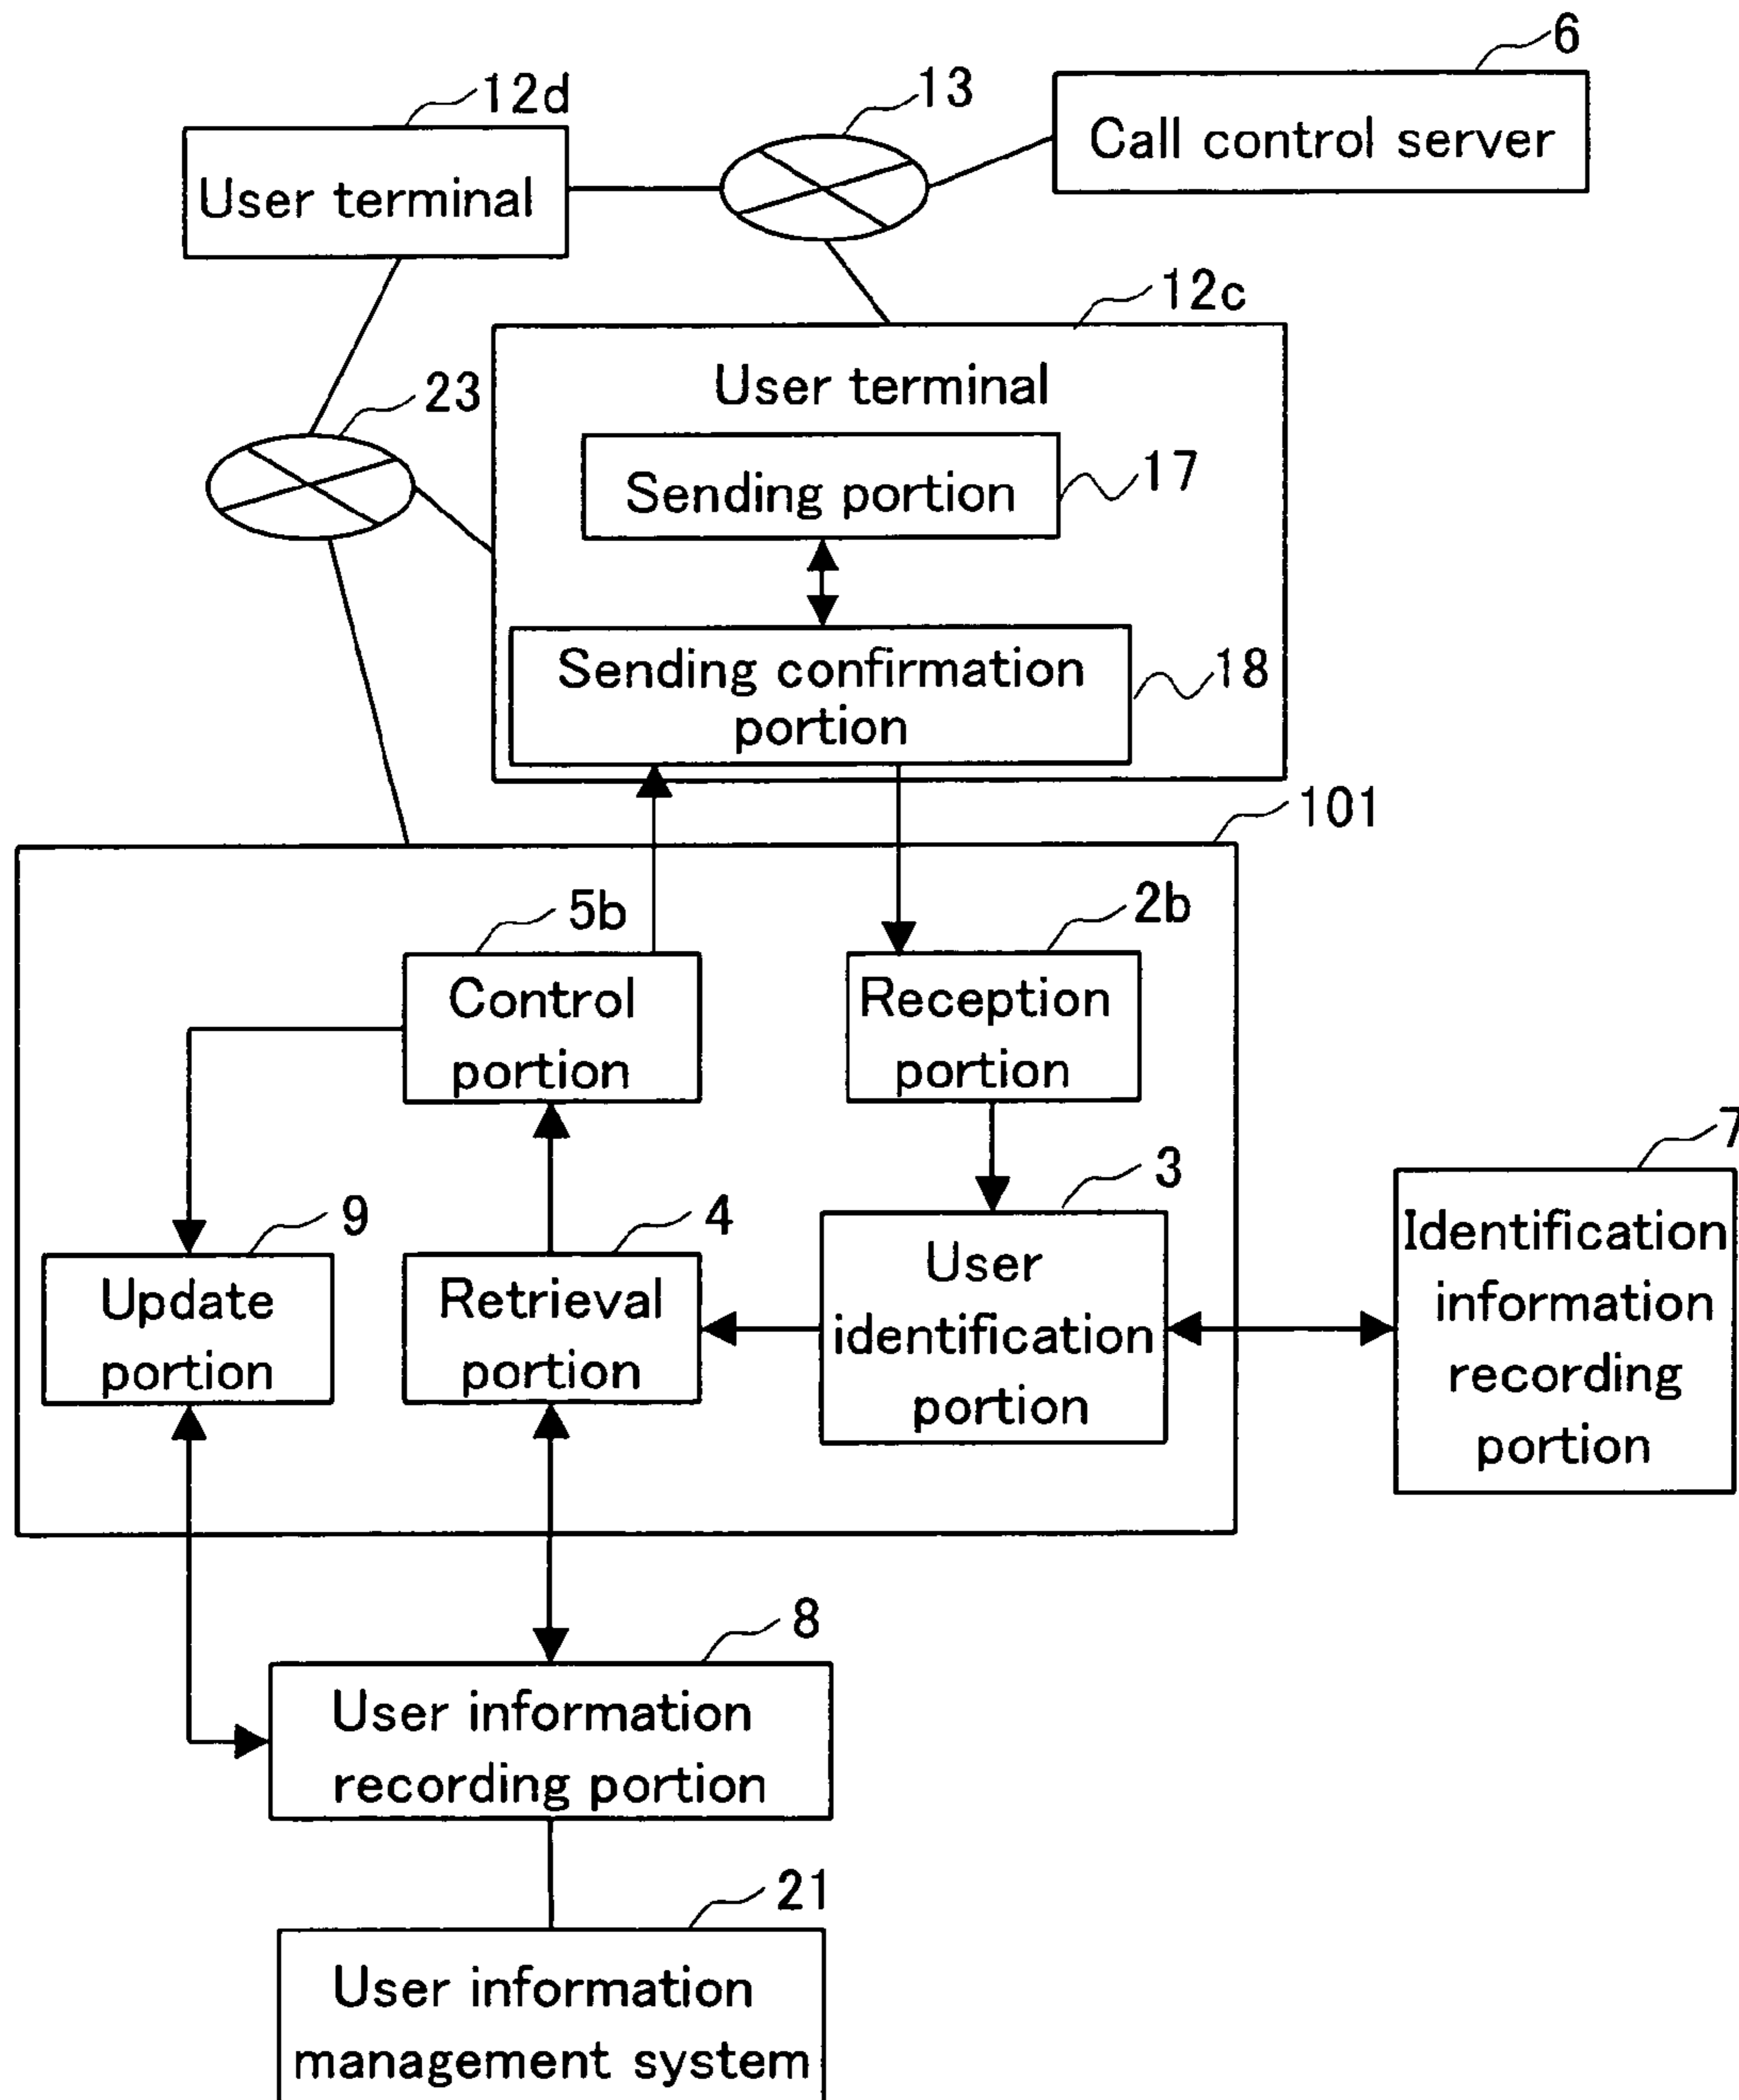 6
12d
13
Call control server
User terminal
12c
User terminal
23
Sending portion
17
Sending confirmation
portion
18
101
5b
2b
Control
portion
Reception
portion
7
3
9
4
Identification
information
recording
portion
User
identification
portion
Update
portion
Retrieval
portion
8
User information
recording portion
21
User information
management system